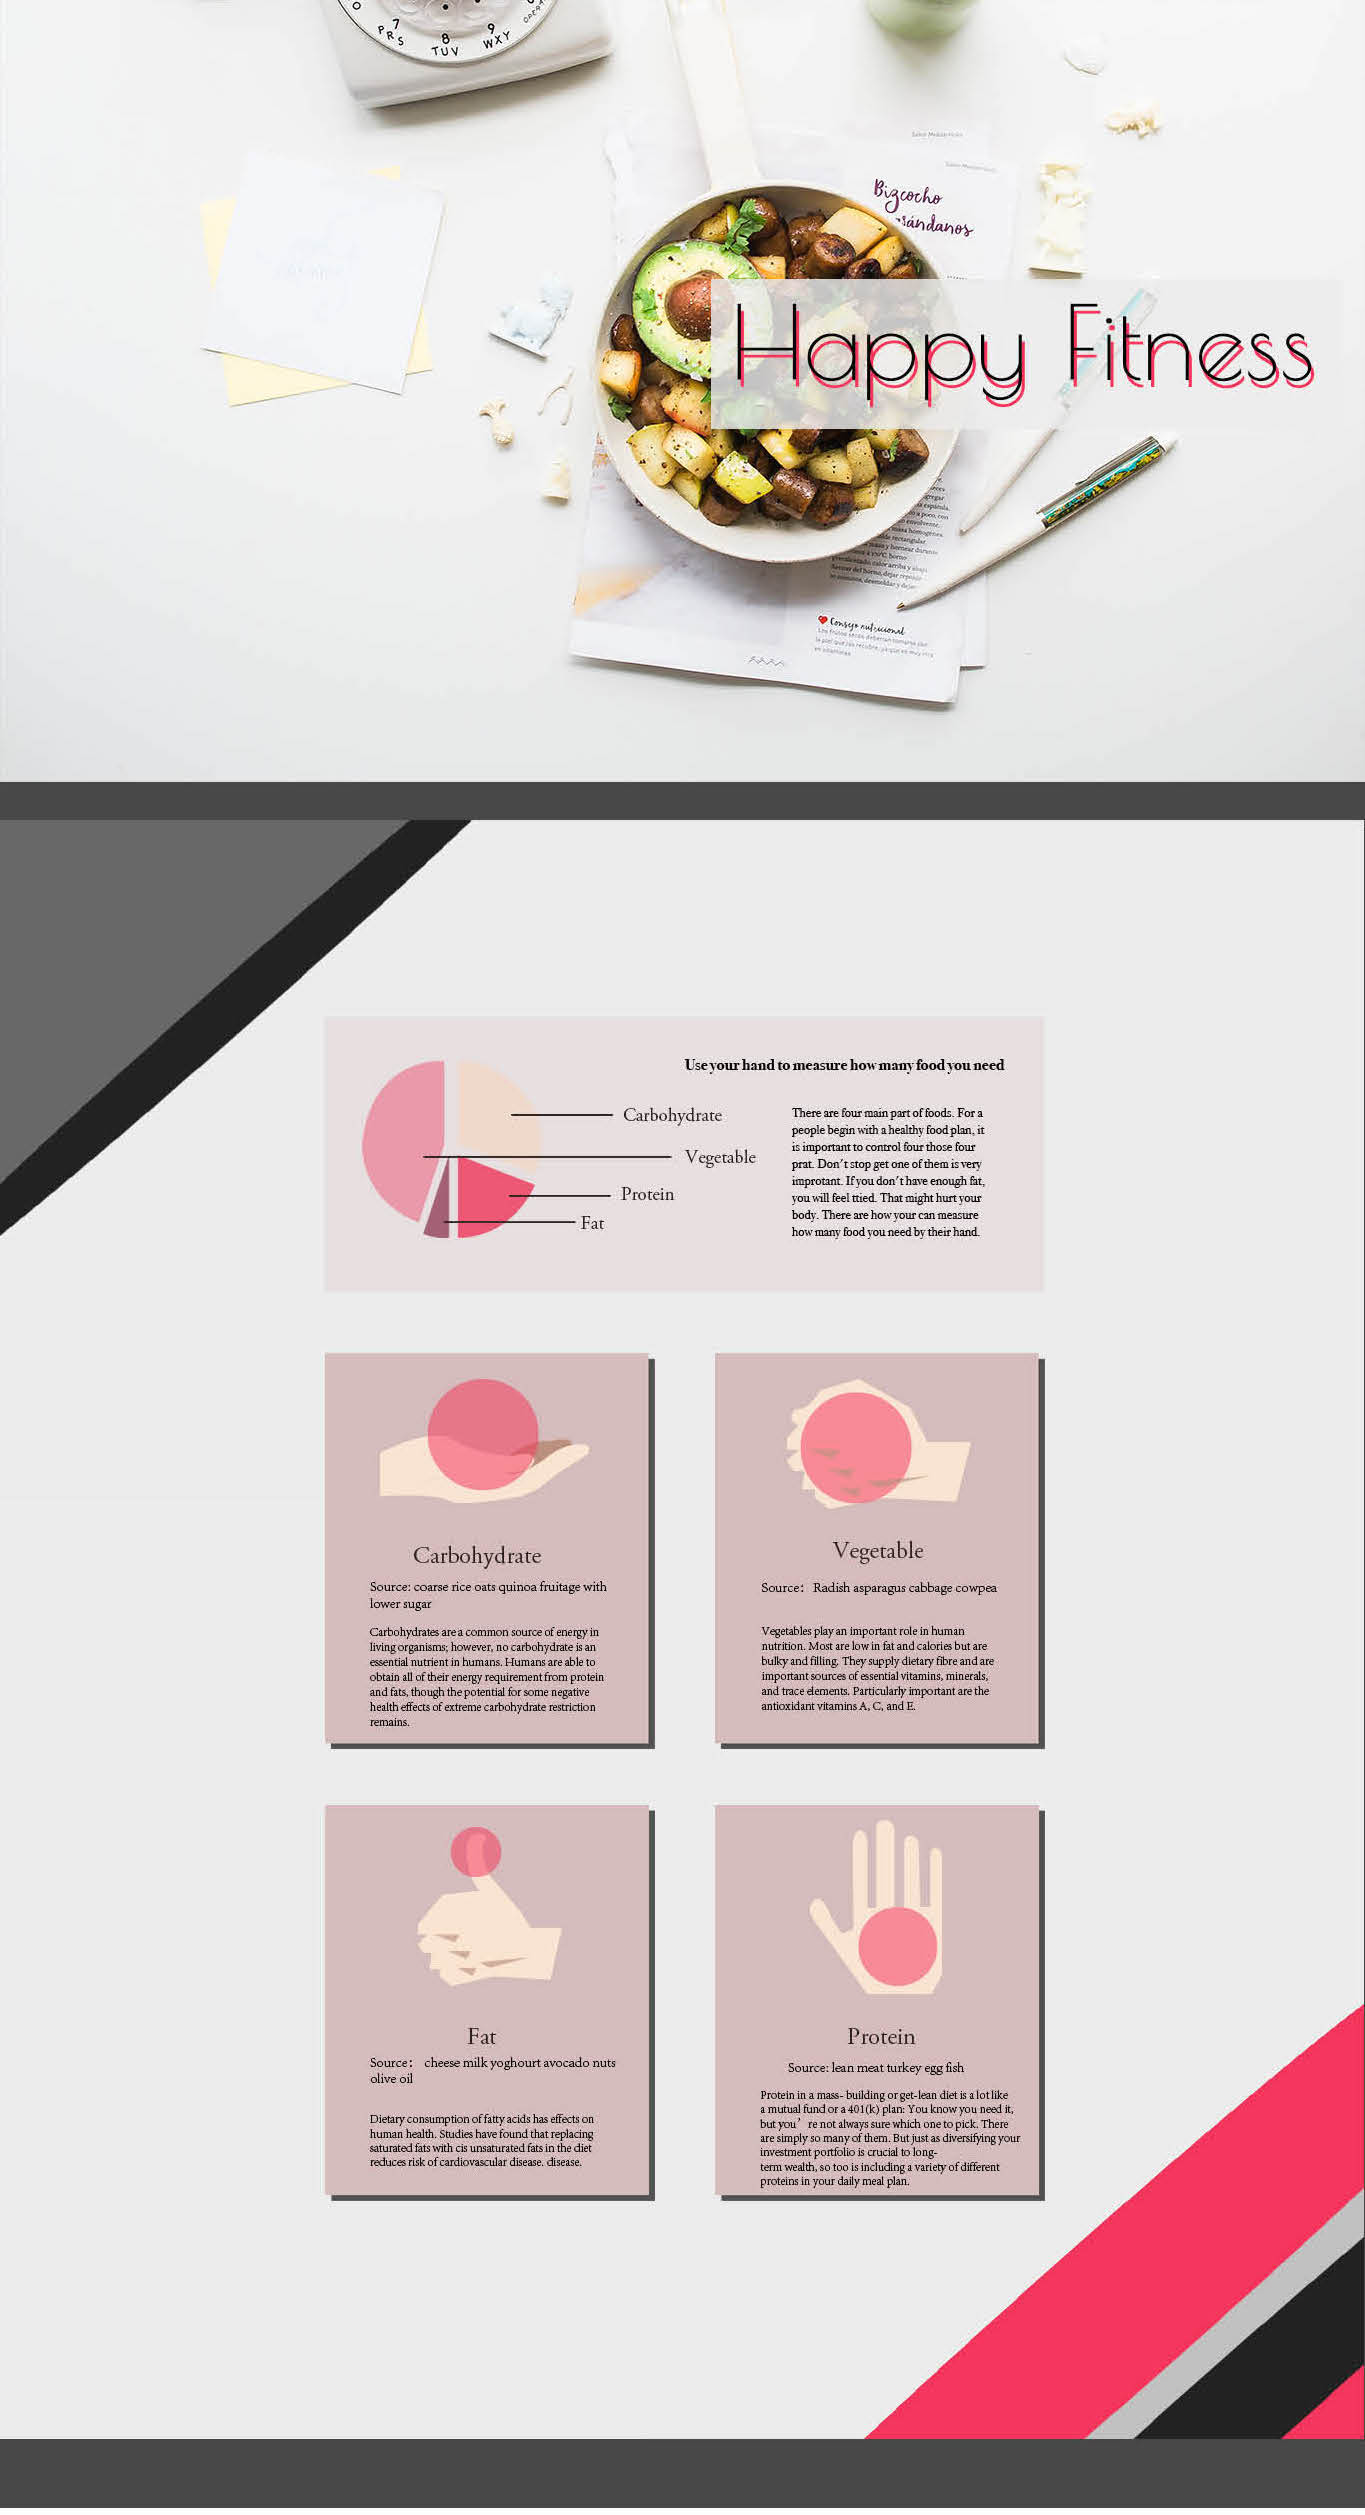 7
PRS
8
TUV
9
WXY
OPER
Bizcocho
arándanos
Happy Fitness
Consejo nutricional
Use your hand to measure how many food you need
Carbohydrate
Vegetable
Protein
Fat
There are four main part of foods. For a
people begin with a healthy food plan, it
is important to control four those four
prat. Don't stop get one of them is very
improtant. If you don't have enough fat,
you will feel ttied. That might hurt your
body. There are how your can measure
how many food you need by their hand.
Carbohydrate
Source: coarse rice oats quinoa fruitage with
lower sugar
Carbohydrates are a common source of energy in
living organisms; however, no carbohydrate is an
essential nutrient in humans. Humans are able to
obtain all of their energy requirement from protein
and fats, though the potential for some negative
health effects of extreme carbohydrate restriction
remains.
Vegetable
Source: Radish asparagus cabbage cowpea
Vegetables play an important role in human
nutrition. Most are low in fat and calories but are
bulky and filling. They supply dietary fibre and are
important sources of essential vitamins, minerals,
and trace elements. Particularly important are the
antioxidant vitamins A, C, and E.
Fat
Source: cheese milk yoghourt avocado nuts
olive oil
Dietary consumption of fatty acids has effects on
human health. Studies have found that replacing
saturated fats with cis unsaturated fats in the diet
reduces risk of cardiovascular disease. disease.
Protein
Source: lean meat turkey egg fish
Protein in a mass- building or get-lean diet is a lot like
a mutual fund or a 401(k) plan: You know you need it,
but you’ re not always sure which one to pick. There
are simply so many of them. But just as diversifying your
investment portfolio is crucial to long-
term wealth, so too is including a variety of different
proteins in your daily meal plan.